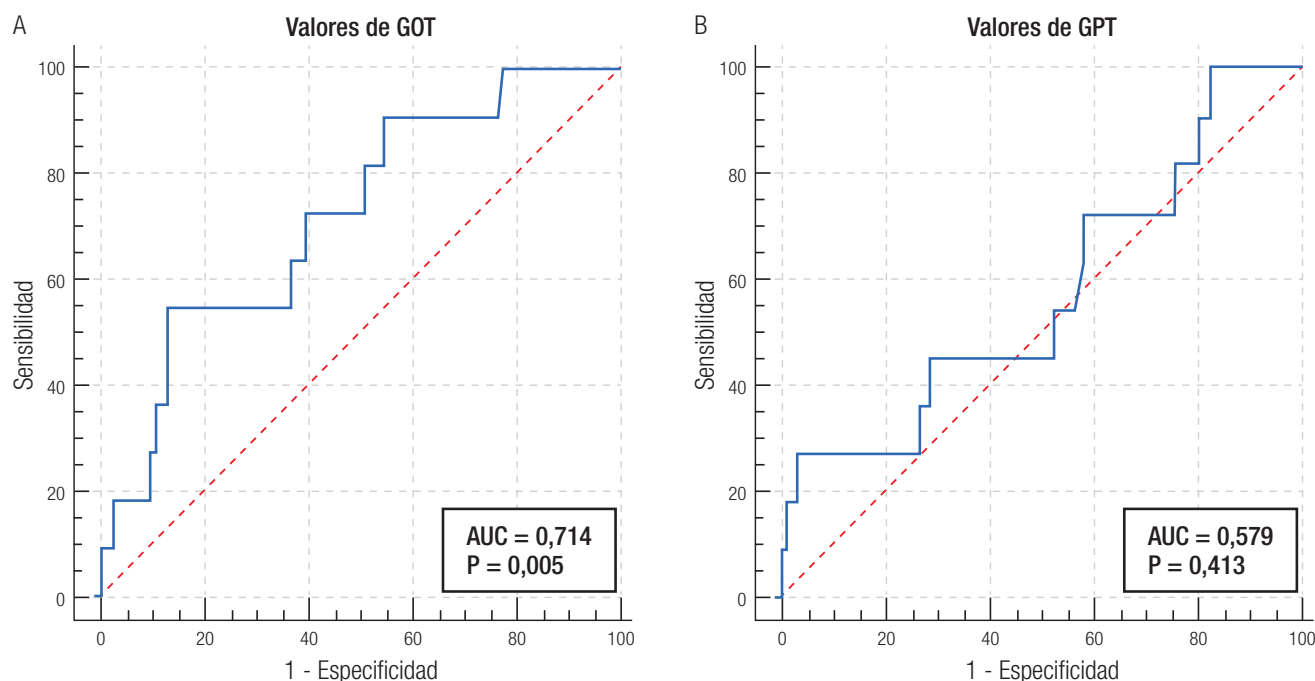 A
Valores de GOT
100
80
60
40
20
0
Sensibilidad
AUC = 0,714
P = 0,005
0 20 40 60 80 100
1 - Especificidad
B
Valores de GPT
100
80
60
40
20
0
Sensibilidad
AUC = 0,579
P = 0,413
0 20 40 60 80 100
1 - Especificidad